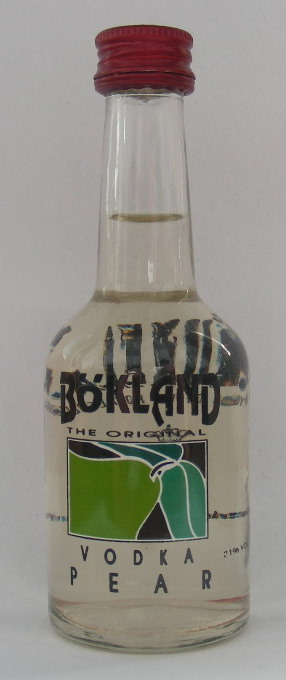 BÖKLAND
THE ORIGINAL
VODKA
PEAR